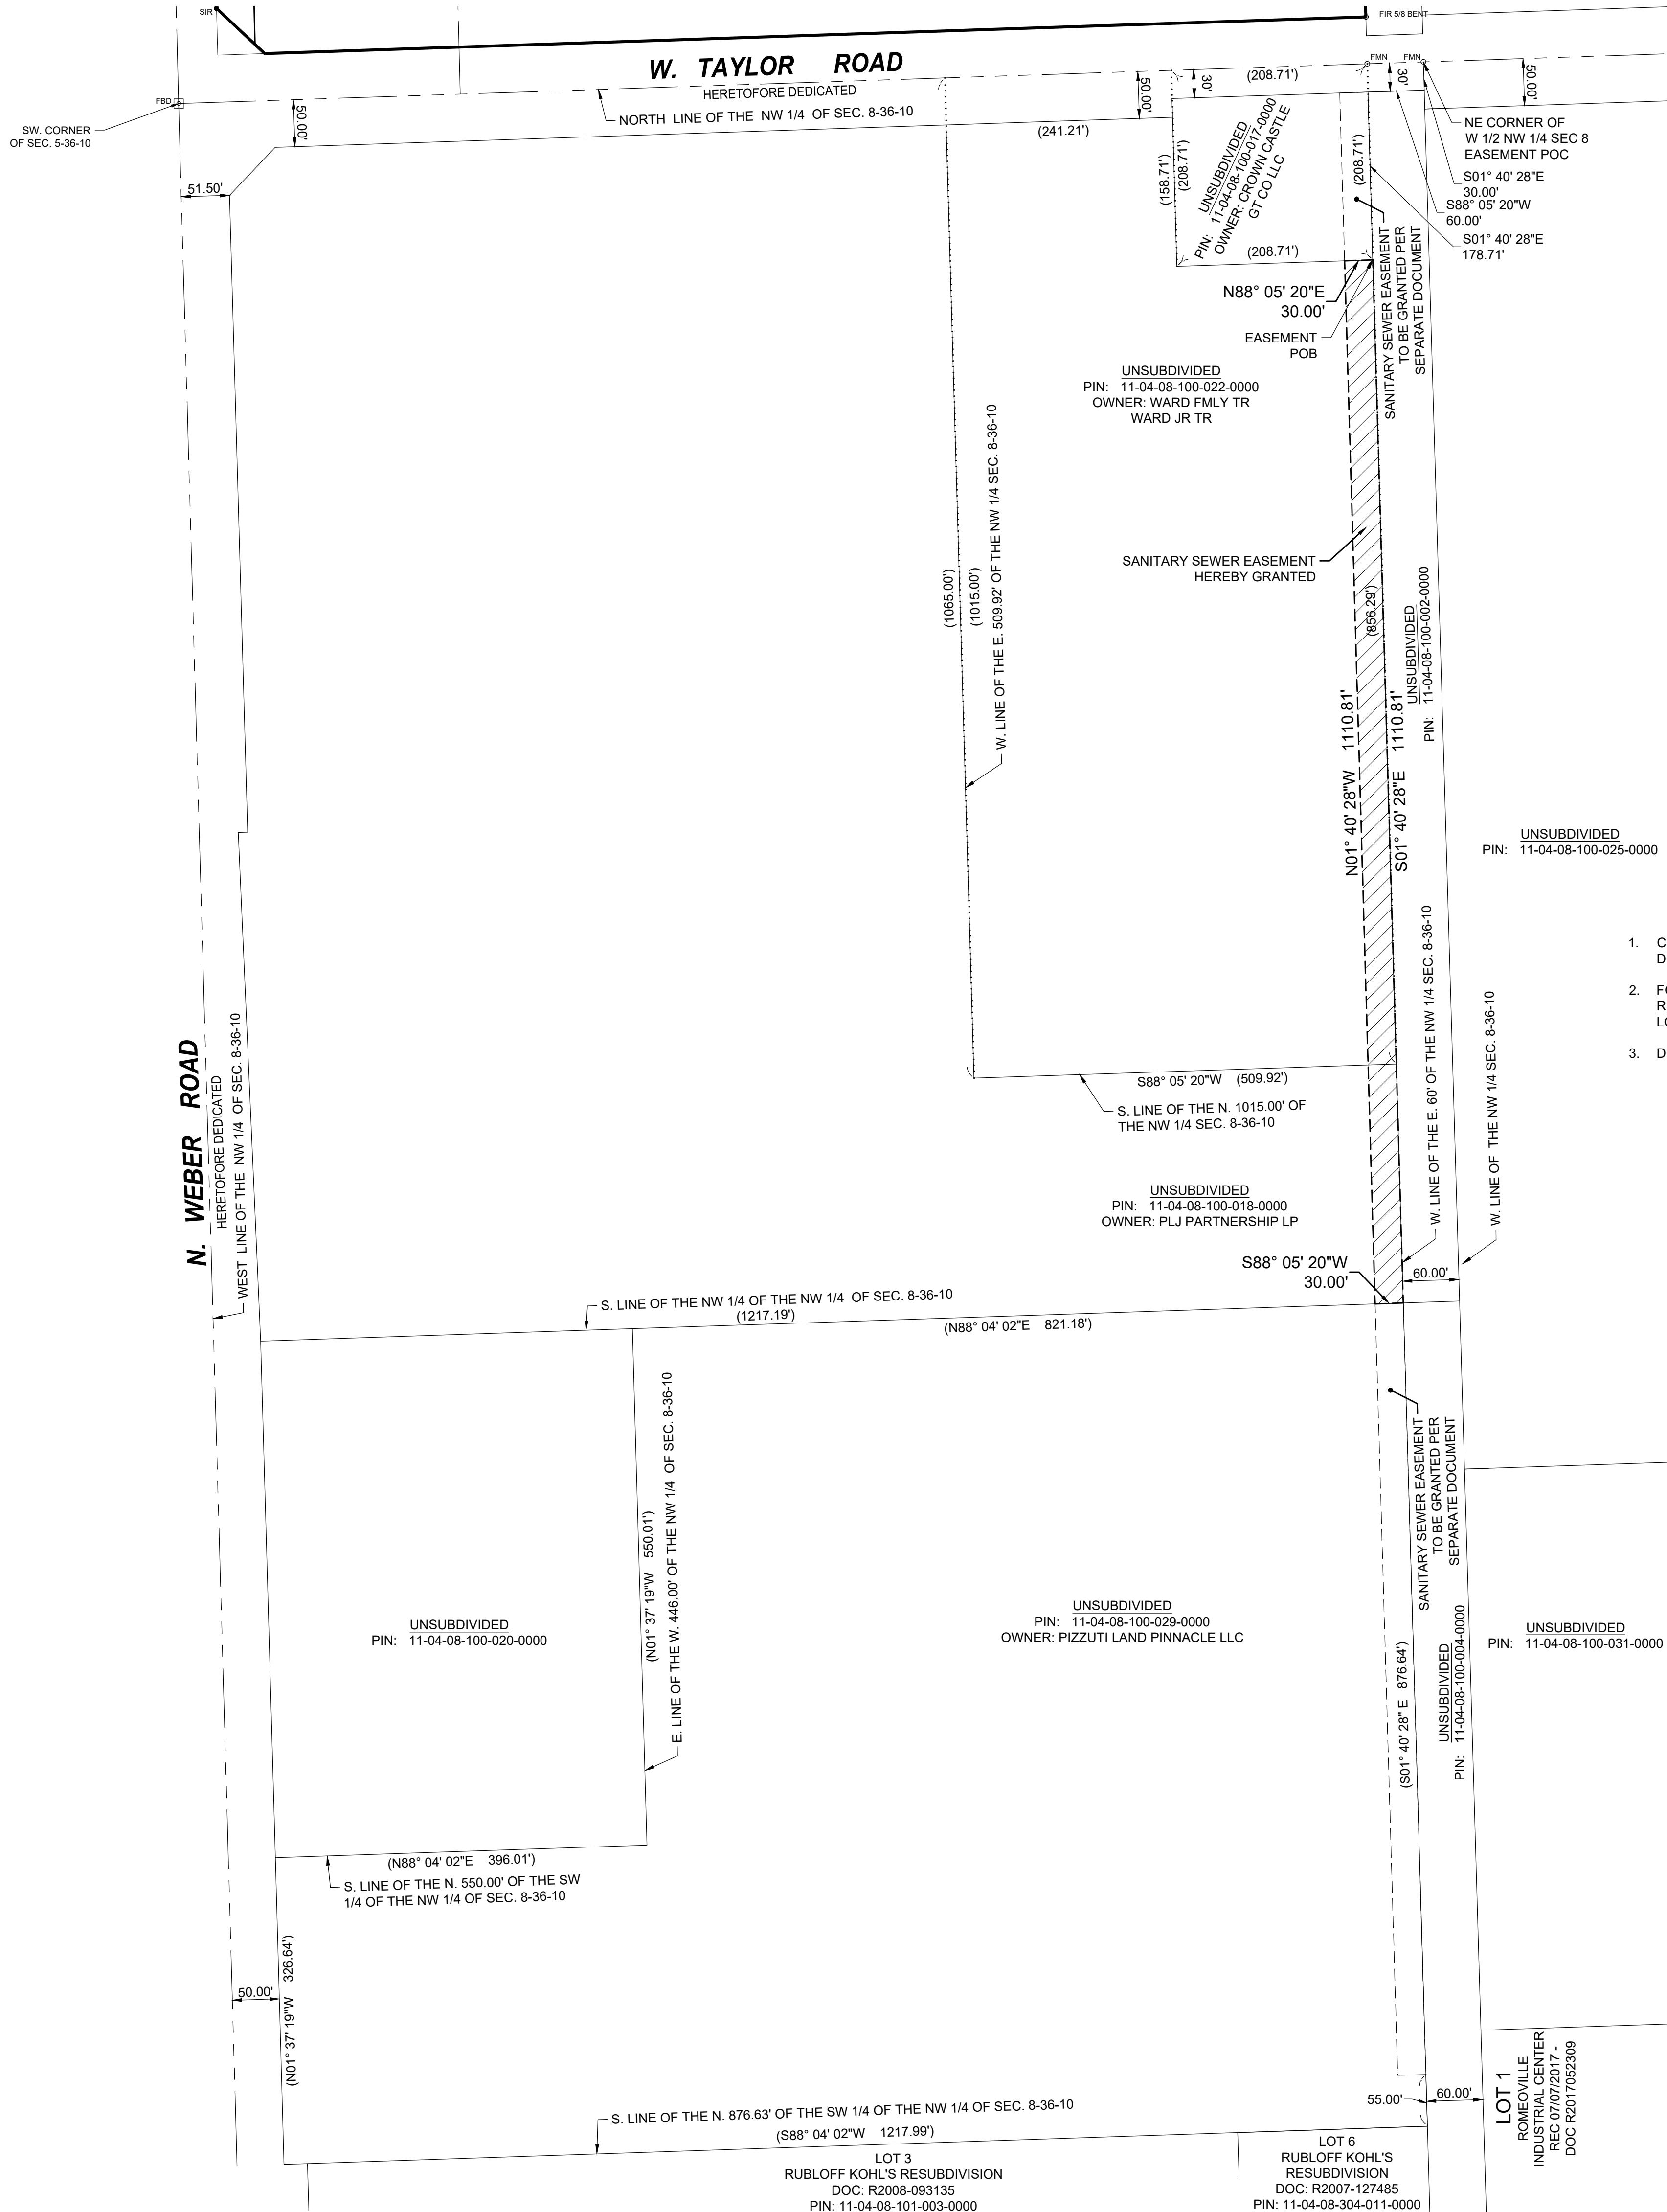 SIR
FIR 5/8 BENT
W. TAYLOR ROAD
HERETOFORE DEDICATED
NORTH LINE OF THE NW 1/4 OF SEC. 8-36-10
FBD
SW. CORNER
OF SEC. 5-36-10
50.00'
51.50'
(241.21')
50.00'
30'
(208.71')
FMN
FMN
30'
50.00'
NE CORNER OF
W 1/2 NW 1/4 SEC 8
EASEMENT POC
S01° 40' 28"E
30.00'
S88° 05' 20"W
60.00'
S01° 40' 28"E
178.71'
(158.71')
(208.71')
UNSUBDIVIDED
PIN: 11-04-08-100-017-0000
OWNER: CROWN CASTLE
GT CO LLC
(208.71')
(208.71')
N88° 05' 20"E
30.00'
EASEMENT
POB
SANITARY SEWER EASEMENT
TO BE GRANTED PER
SEPARATE DOCUMENT
UNSUBDIVIDED
PIN: 11-04-08-100-022-0000
OWNER: WARD FMLY TR
WARD JR TR
W. LINE OF THE E. 509.92' OF THE NW 1/4 SEC. 8-36-10
(1065.00')
(1015.00')
SANITARY SEWER EASEMENT
HEREBY GRANTED
(856.29')
UNSUBDIVIDED
PIN: 11-04-08-100-002-0000
N01° 40' 28"W 1110.81'
S01° 40' 28"E 1110.81'
UNSUBDIVIDED
PIN: 11-04-08-100-025-0000
1. C
D
2. FO
R
LO
3. D
W. LINE OF THE E. 60' OF THE NW 1/4 SEC. 8-36-10
W. LINE OF THE NW 1/4 SEC. 8-36-10
N. WEBER ROAD
HERETOFORE DEDICATED
WEST LINE OF THE NW 1/4 OF SEC. 8-36-10
S88° 05' 20"W (509.92')
S. LINE OF THE N. 1015.00' OF
THE NW 1/4 SEC. 8-36-10
UNSUBDIVIDED
PIN: 11-04-08-100-018-0000
OWNER: PLJ PARTNERSHIP LP
S88° 05' 20"W
30.00'
60.00'
S. LINE OF THE NW 1/4 OF THE NW 1/4 OF SEC. 8-36-10
(1217.19')
(N88° 04' 02"E 821.18')
(N01° 37' 19"W 550.01')
E. LINE OF THE W. 446.00' OF THE NW 1/4 OF SEC. 8-36-10
SANITARY SEWER EASEMENT
TO BE GRANTED PER
SEPARATE DOCUMENT
UNSUBDIVIDED
PIN: 11-04-08-100-020-0000
UNSUBDIVIDED
PIN: 11-04-08-100-029-0000
OWNER: PIZZUTI LAND PINNACLE LLC
(S01° 40' 28" E 876.64')
UNSUBDIVIDED
PIN: 11-04-08-100-004-0000
UNSUBDIVIDED
PIN: 11-04-08-100-031-0000
(N88° 04' 02"E 396.01')
S. LINE OF THE N. 550.00' OF THE SW
1/4 OF THE NW 1/4 OF SEC. 8-36-10
(N01° 37' 19"W 326.64')
50.00'
55.00'
60.00'
LOT 1
ROMEOVILLE
INDUSTRIAL CENTER
REC 07/07/2017 -
DOC R2017052309
S. LINE OF THE N. 876.63' OF THE SW 1/4 OF THE NW 1/4 OF SEC. 8-36-10
(S88° 04' 02"W 1217.99')
LOT 3
RUBLOFF KOHL'S RESUBDIVISION
DOC: R2008-093135
PIN: 11-04-08-101-003-0000
LOT 6
RUBLOFF KOHL'S
RESUBDIVISION
DOC: R2007-127485
PIN: 11-04-08-304-011-0000